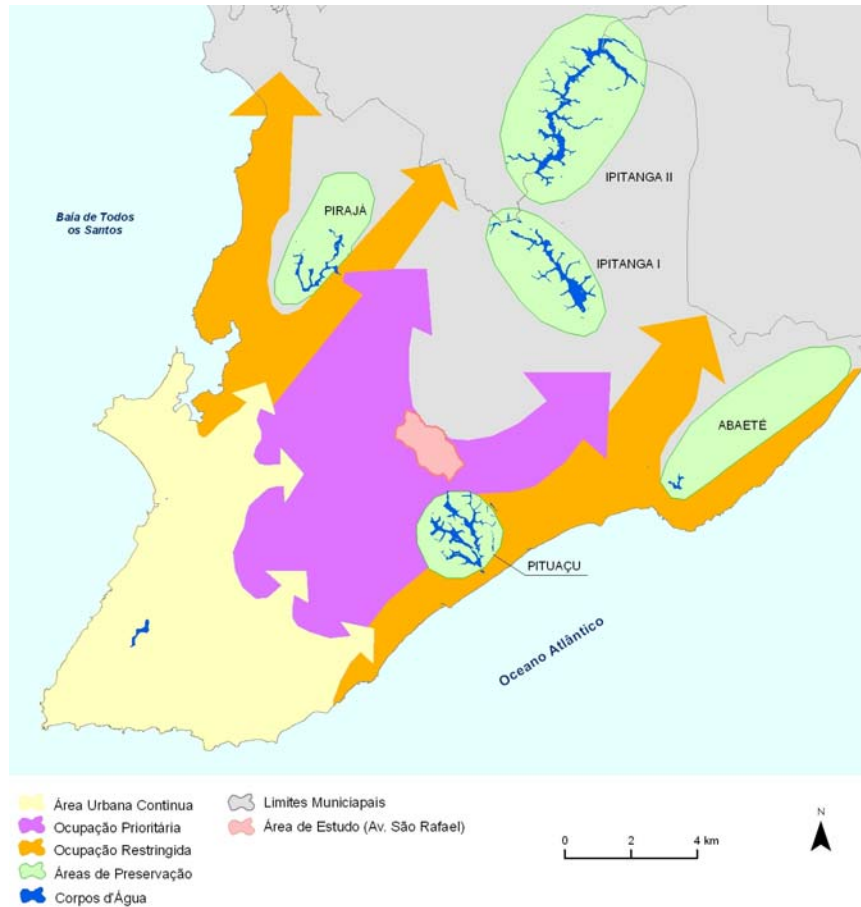 IPITANGA II
PIRAJÁ
Baía de Todos
os Santos
IPITANGA I
ABAETÉ
PITUAÇU
Oceano Atlântico
Área Urbana Continua
Ocupação Prioritária
Ocupação Restringida
Áreas de Preservação
Corpos d'Água
Limites Municiapais
Área de Estudo (Av. São Rafael)
0 2 4 km
N